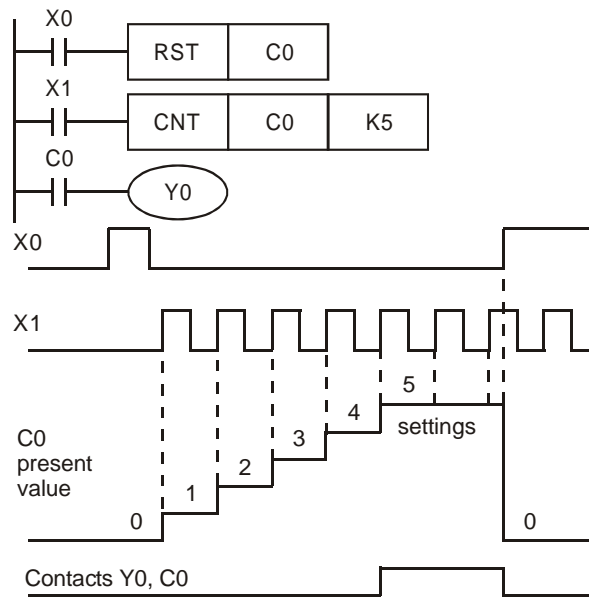 X0
RST C0
X1
CNT C0 K5
C0
Y0
X0
X1
5
4
settings
3
C0
present
value
2
1
0
0
Contacts Y0, C0